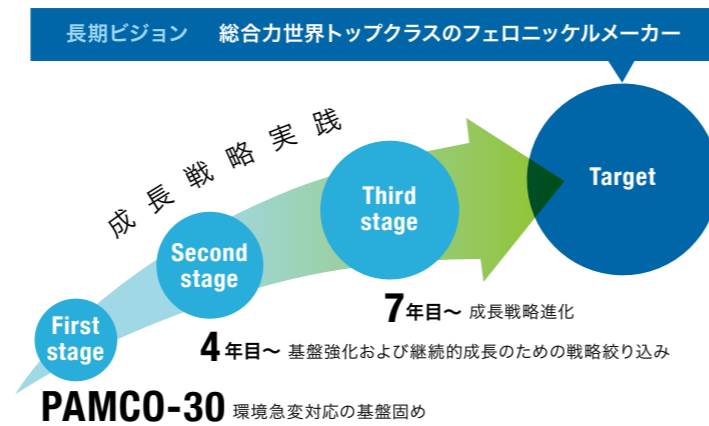 長期ビジョン 総合力世界トップクラスのフェロニッケルメーカー
成長戦略実践
Target
Third
stage
Second
stage
First
stage
7年目〜 成長戦略進化
4年目〜 基盤強化および継続的成長のための戦略絞り込み
PAMCO-30 環境急変対応の基盤固め